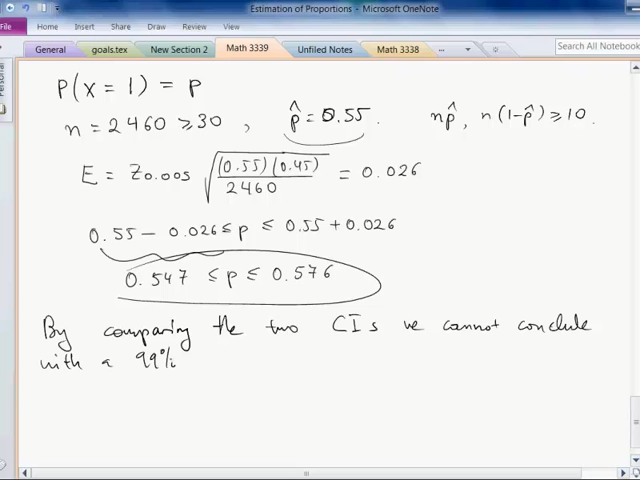 Estimation of Proportions - Microsoft OneNote
File Home Insert Share Draw Review View
General goals.tex New Section 2 Math 3339 Unfiled Notes Math 3338 ... Search All Notebooks
Personal
P(x = 1) = p
n = 2460 ≥ 30 , p̂ = 0.55 . np̂, n(1-p̂) ≥ 10 .
E = Z0.005 √((0.55)(0.45)/2460) = 0.026
0.55 - 0.026 ≤ p ≤ 0.55 + 0.026
0.547 ≤ p ≤ 0.576
By comparing the two CIs we cannot conclude
with a 99%